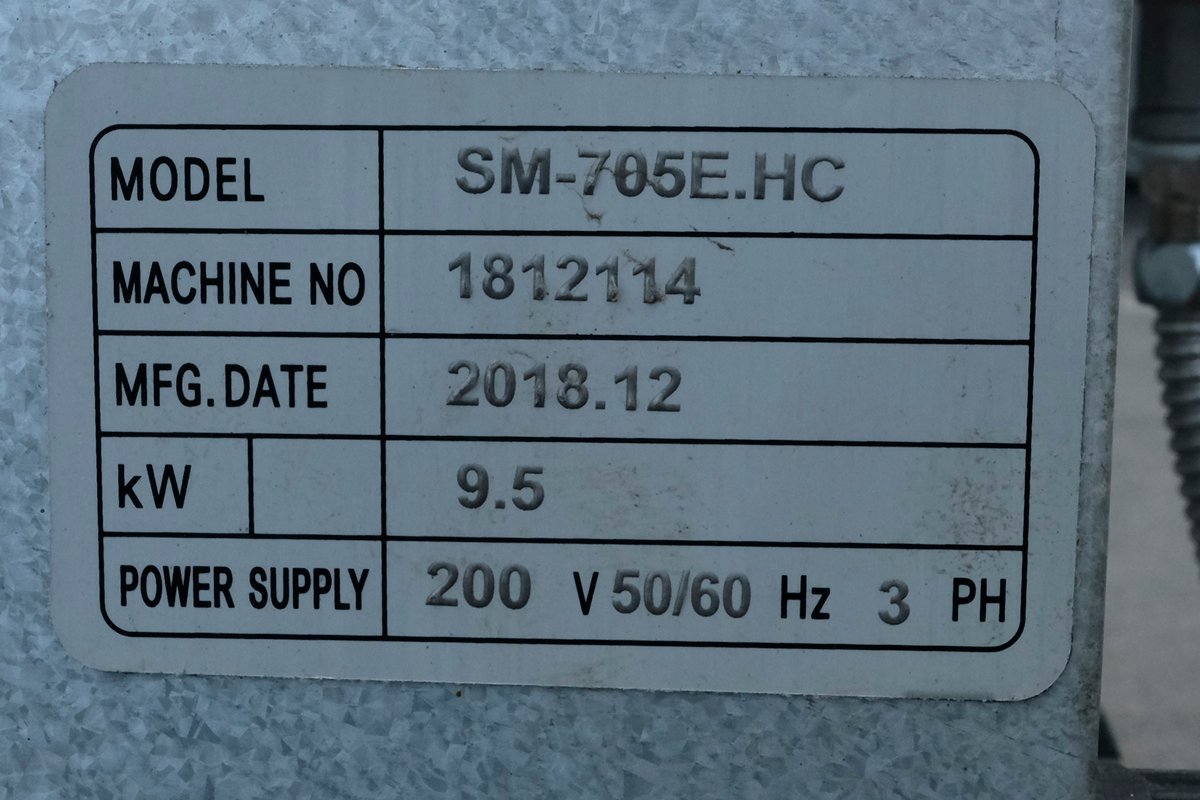 MODEL SM-705E.HC
MACHINE NO 1812114
MFG. DATE 2018.12
kW 9.5
POWER SUPPLY 200 V 50/60 Hz 3 PH